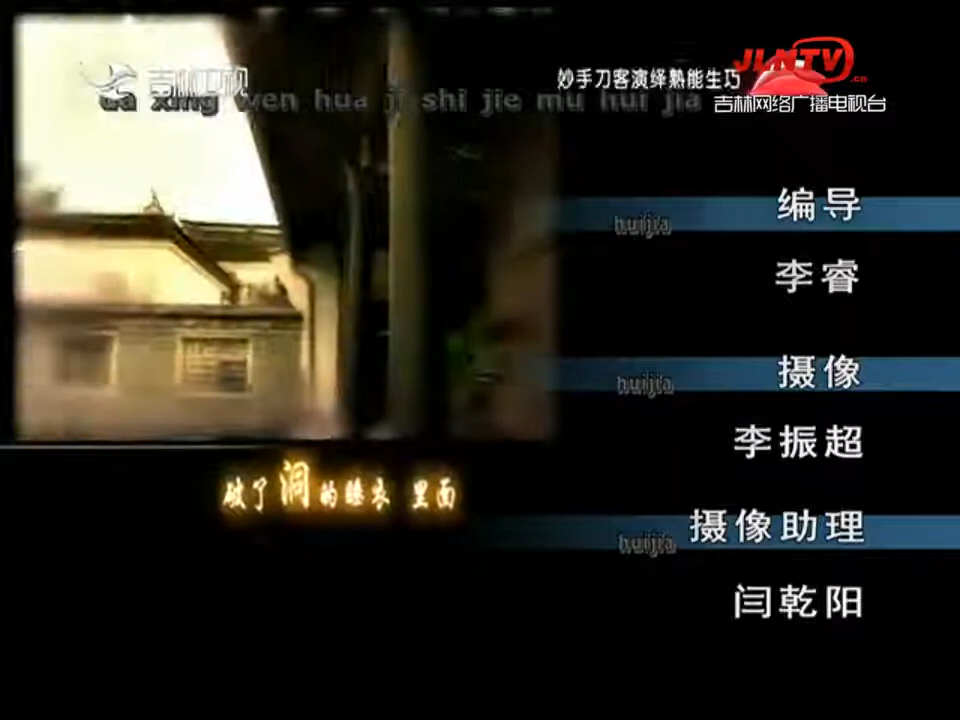 吉林卫视
妙手刀客演绎熟能生巧
JLNTV.cn
da xing wen hua ji shi jie mu hui jia
吉林网络广播电视台
编导
huijia
李睿
摄像
huijia
李振超
破了洞的睡衣 里面
摄像助理
huijia
闫乾阳